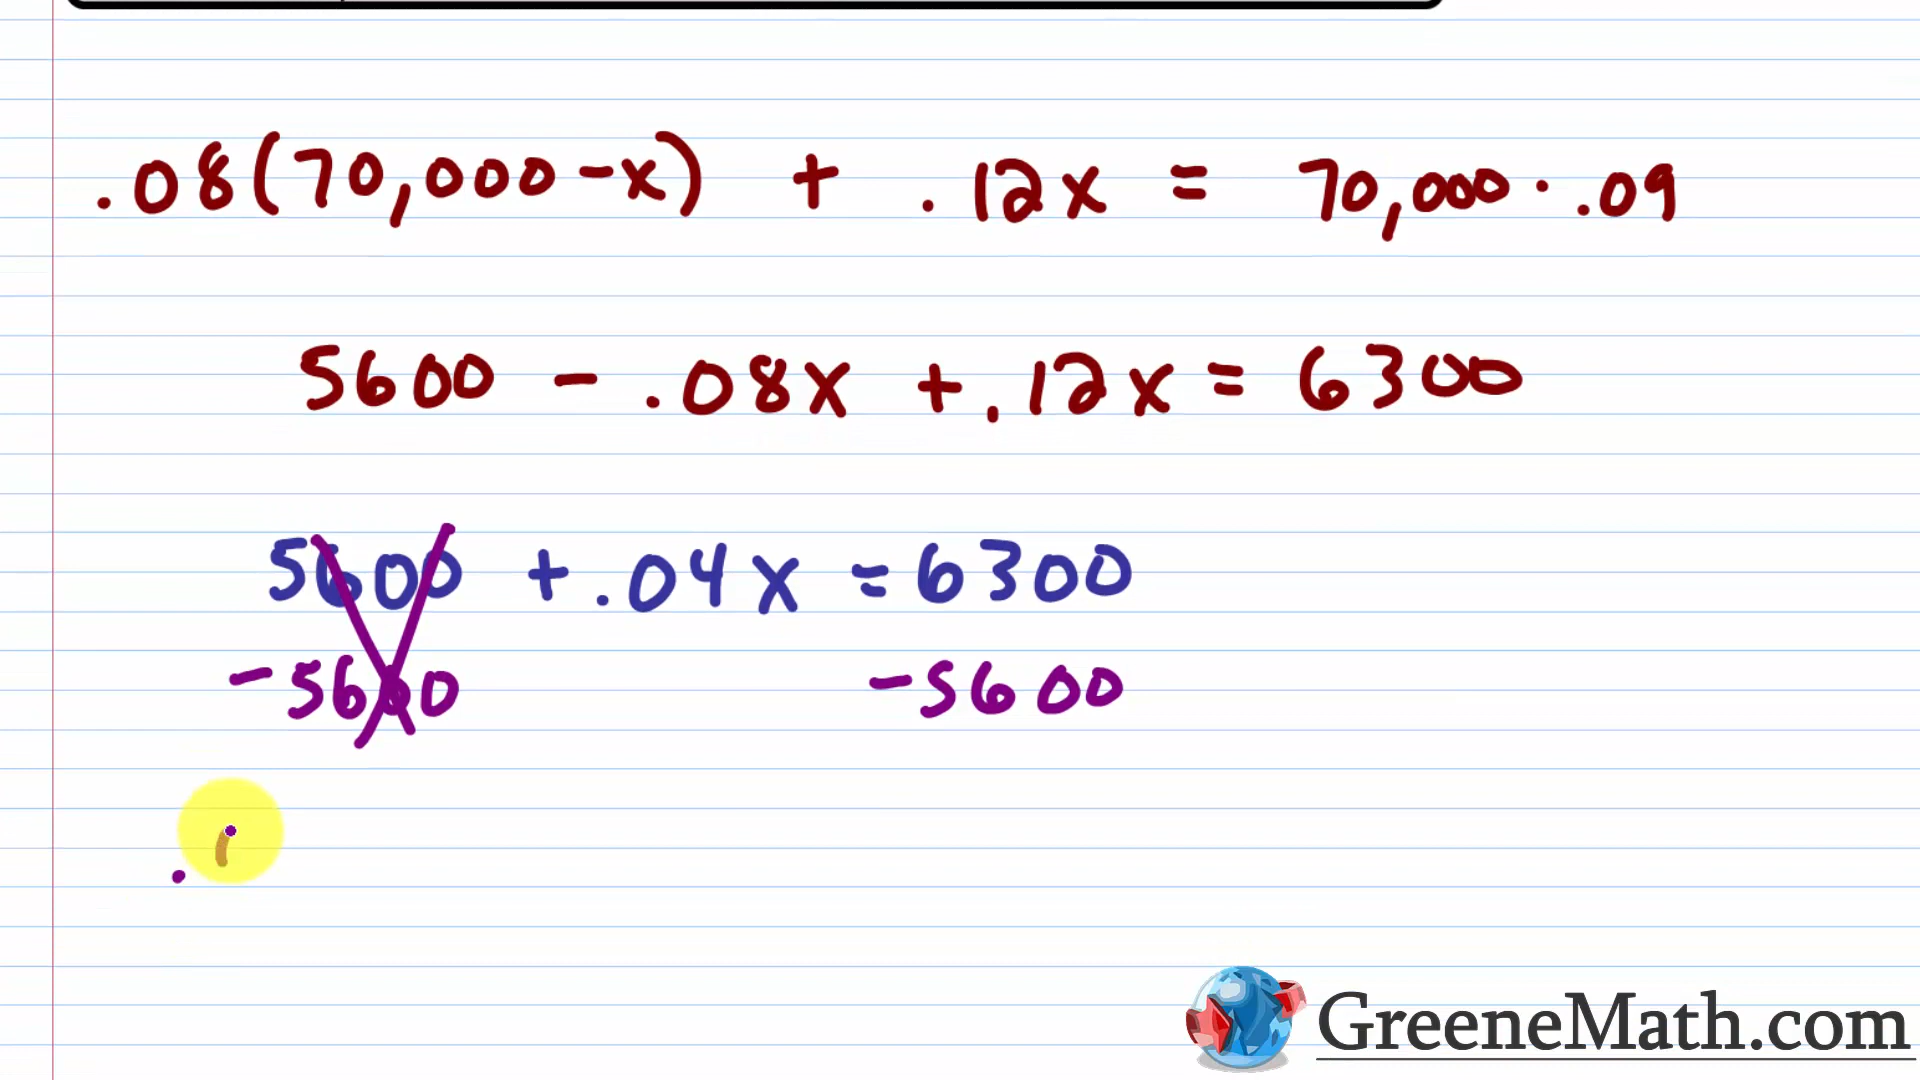 .08(70,000-x) + .12x = 70,000 · .09
5600 - .08x + .12x = 6300
5600 + .04x = 6300
-5600 -5600
.
GreeneMath.com